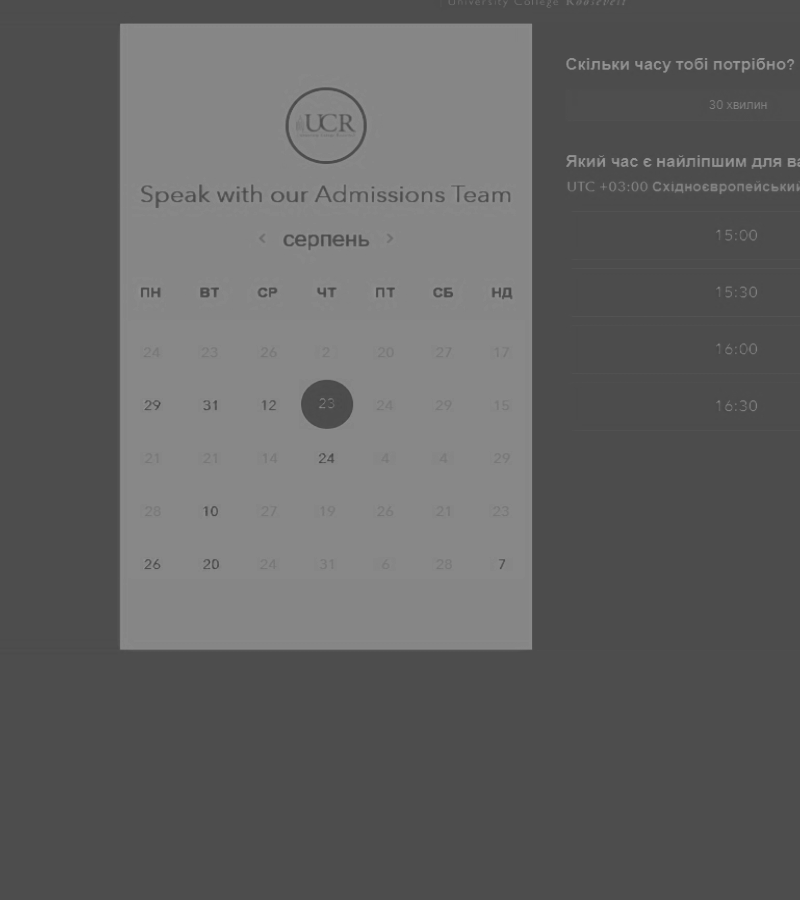 University College Roosevelt
UCR
Speak with our Admissions Team
‹ серпень ›
ПН ВТ СР ЧТ ПТ СБ НД
24 23 26 2 20 27 17
29 31 12 23 24 29 15
21 21 14 24 4 4 29
28 10 27 19 26 21 23
26 20 24 31 6 28 7
Скільки часу тобі потрібно?
30 хвилин
Який час є найліпшим для ва
UTC +03:00 Східноєвропейський
15:00
15:30
16:00
16:30